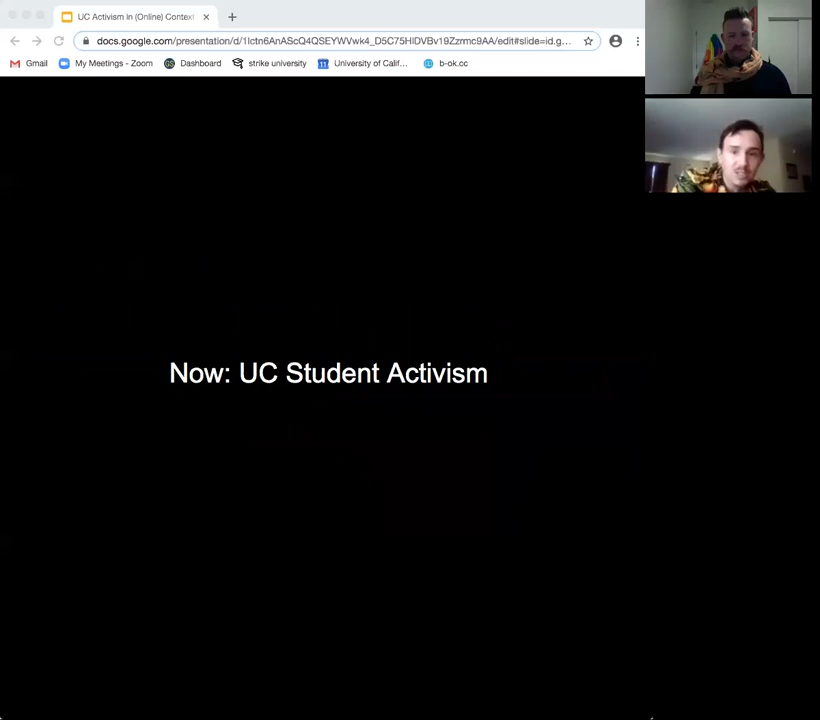 UC Activism In (Online) Context
docs.google.com/presentation/d/1Ictn6AnAScQ4QSEYWVwk4_D5C75HIDVBv19Zzrmc9AA/edit#slide=id.g...
Gmail My Meetings - Zoom Dashboard strike university University of Calif... b-ok.cc
Now: UC Student Activism